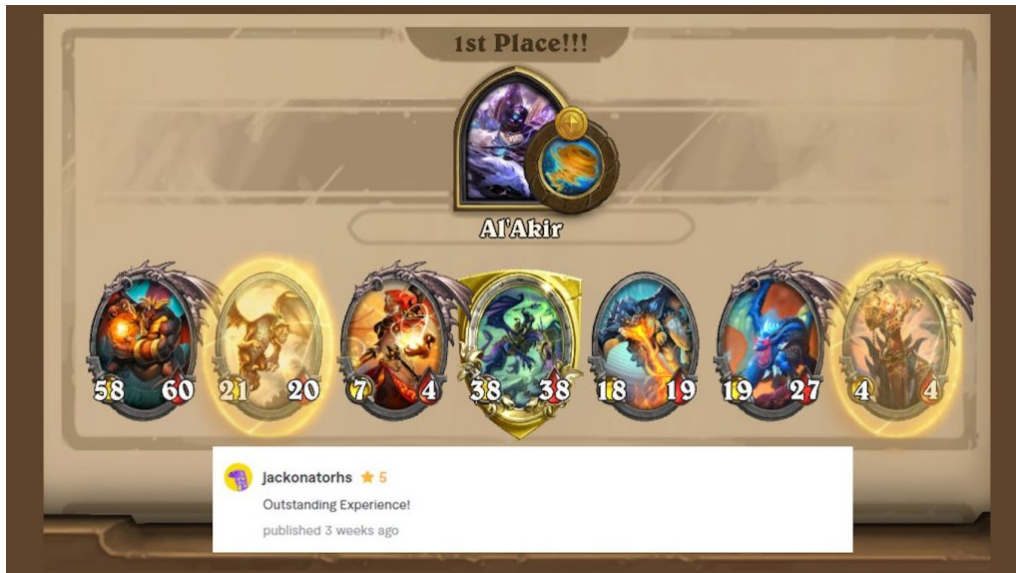 1st Place!!!
Al'Akir
58 60 21 20 7 4 38 38 18 19 19 27 4 4
jackonatorhs ★ 5
Outstanding Experience!
published 3 weeks ago